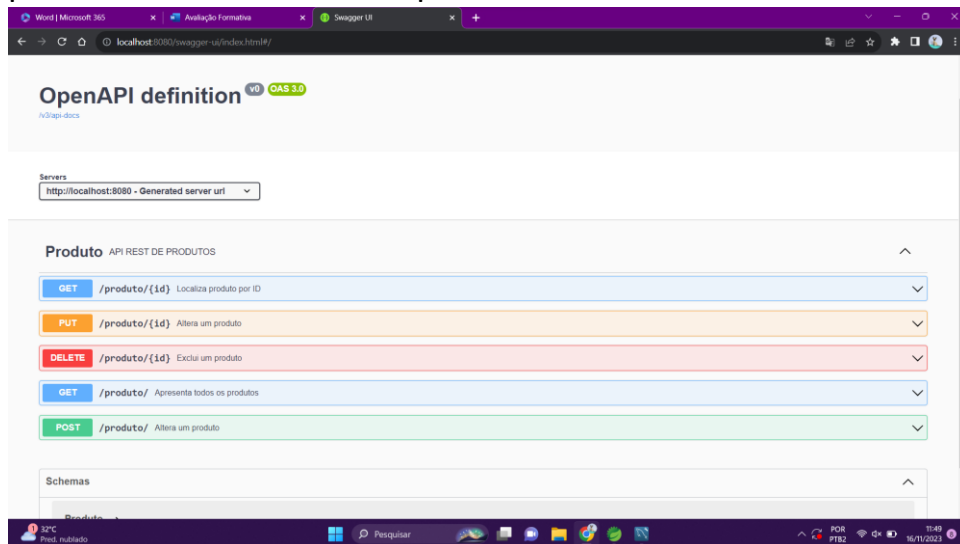 Word | Microsoft 365
Avaliação Formativa
Swagger UI
localhost:8080/swagger-ui/index.html#/
OpenAPI definition v0 OAS 3.0
/v3/api-docs
Servers
http://localhost:8080 - Generated server url
Produto API REST DE PRODUTOS
GET /produto/{id} Localiza produto por ID
PUT /produto/{id} Altera um produto
DELETE /produto/{id} Exclui um produto
GET /produto/ Apresenta todos os produtos
POST /produto/ Altera um produto
Schemas
Produto
1
32°C
Pred. nublado
Pesquisar
POR
PTB2
11:49
16/11/2023